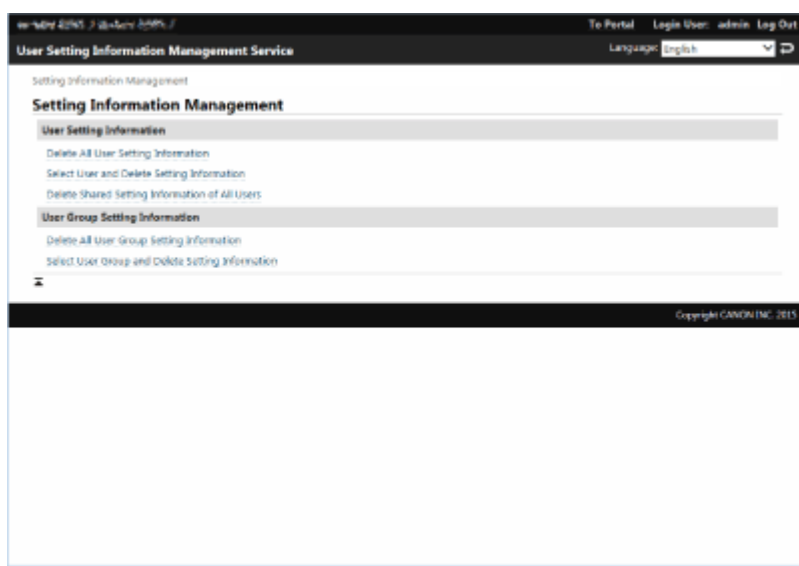 To Portal Login User: admin Log Out
User Setting Information Management Service Language: English
Setting Information Management
Setting Information Management
User Setting Information
Delete All User Setting Information
Select User and Delete Setting Information
Delete Shared Setting Information of All Users
User Group Setting Information
Delete All User Group Setting Information
Select User Group and Delete Setting Information
Copyright CANON INC. 2015